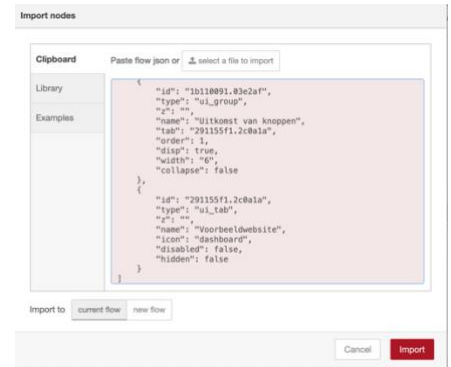 Import nodes
Clipboard
Library
Examples
Paste flow json or select a file to import
{
"id": "1b110091.03e2af",
"type": "ui_group",
"z": "",
"name": "Uitkomst van knoppen",
"tab": "291155f1.2c0a1a",
"order": 1,
"disp": true,
"width": "6",
"collapse": false
},
{
"id": "291155f1.2c0a1a",
"type": "ui_tab",
"z": "",
"name": "Voorbeeldwebsite",
"icon": "dashboard",
"disabled": false,
"hidden": false
}
]
Import to current flow new flow
Cancel Import